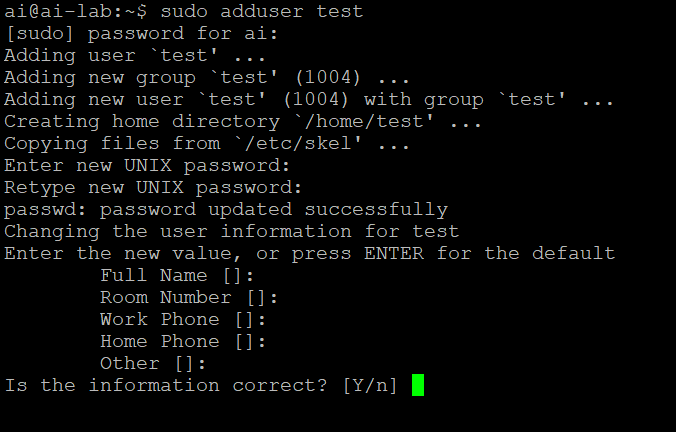 ai@ai-lab:~$ sudo adduser test
[sudo] password for ai:
Adding user `test' ...
Adding new group `test' (1004) ...
Adding new user `test' (1004) with group `test' ...
Creating home directory `/home/test' ...
Copying files from `/etc/skel' ...
Enter new UNIX password:
Retype new UNIX password:
passwd: password updated successfully
Changing the user information for test
Enter the new value, or press ENTER for the default
        Full Name []:
        Room Number []:
        Work Phone []:
        Home Phone []:
        Other []:
Is the information correct? [Y/n]